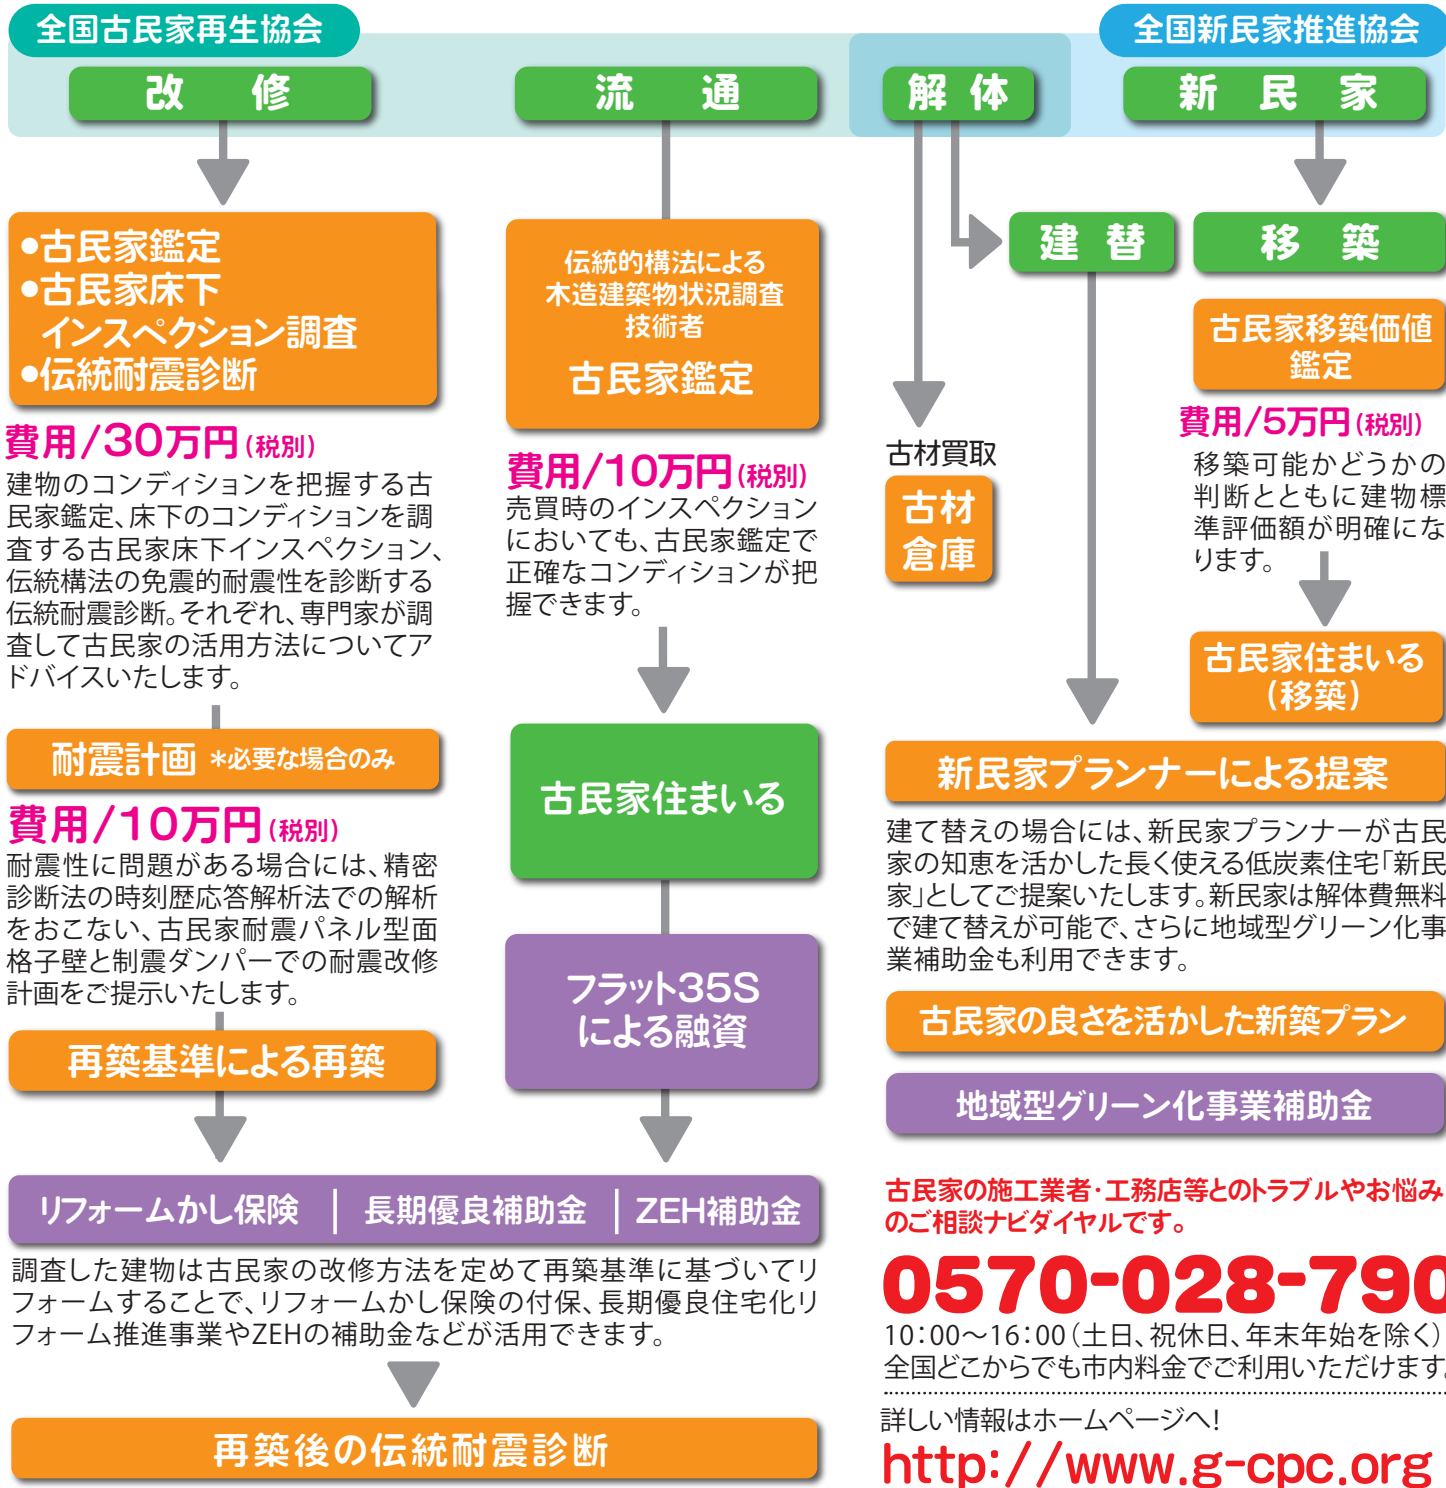 全国古民家再生協会
全国新民家推進協会
改 修
流 通
解 体
新 民 家
●古民家鑑定
●古民家床下
インスペクション調査
●伝統耐震診断
費用/30万円(税別)
建物のコンディションを把握する古
民家鑑定、床下のコンディションを調
査する古民家床下インスペクション、
伝統構法の免震的耐震性を診断する
伝統耐震診断。それぞれ、専門家が調
査して古民家の活用方法についてア
ドバイスいたします。
耐震計画 *必要な場合のみ
費用/10万円(税別)
耐震性に問題がある場合には、精密
診断法の時刻歴応答解析法での解析
をおこない、古民家耐震パネル型面
格子壁と制震ダンパーでの耐震改修
計画をご提示いたします。
再築基準による再築
伝統的構法による
木造建築物状況調査
技術者
古民家鑑定
費用/10万円(税別)
売買時のインスペクション
においても、古民家鑑定で
正確なコンディションが把
握できます。
古民家住まいる
フラット35S
による融資
リフォームかし保険 | 長期優良補助金 | ZEH補助金
調査した建物は古民家の改修方法を定めて再築基準に基づいてリ
フォームすることで、リフォームかし保険の付保、長期優良住宅化リ
フォーム推進事業やZEHの補助金などが活用できます。
再築後の伝統耐震診断
古材買取
古材
倉庫
建 替
移 築
古民家移築価値
鑑定
費用/5万円(税別)
移築可能かどうかの
判断とともに建物標
準評価額が明確にな
ります。
古民家住まいる
(移築)
新民家プランナーによる提案
建て替えの場合には、新民家プランナーが古民
家の知恵を活かした長く使える低炭素住宅「新民
家」としてご提案いたします。新民家は解体費無料
で建て替えが可能で、さらに地域型グリーン化事
業補助金も利用できます。
古民家の良さを活かした新築プラン
地域型グリーン化事業補助金
古民家の施工業者・工務店等とのトラブルやお悩み
のご相談ナビダイヤルです。
0570-028-790
10:00〜16:00(土日、祝休日、年末年始を除く)
全国どこからでも市内料金でご利用いただけます。
詳しい情報はホームページへ!
http://www.g-cpc.org